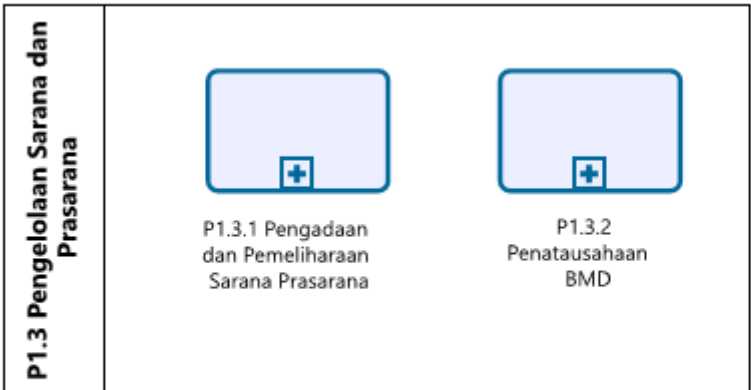 P1.3 Pengelolaan Sarana dan
Prasarana
P1.3.1 Pengadaan
dan Pemeliharaan
Sarana Prasarana
P1.3.2
Penatausahaan
BMD